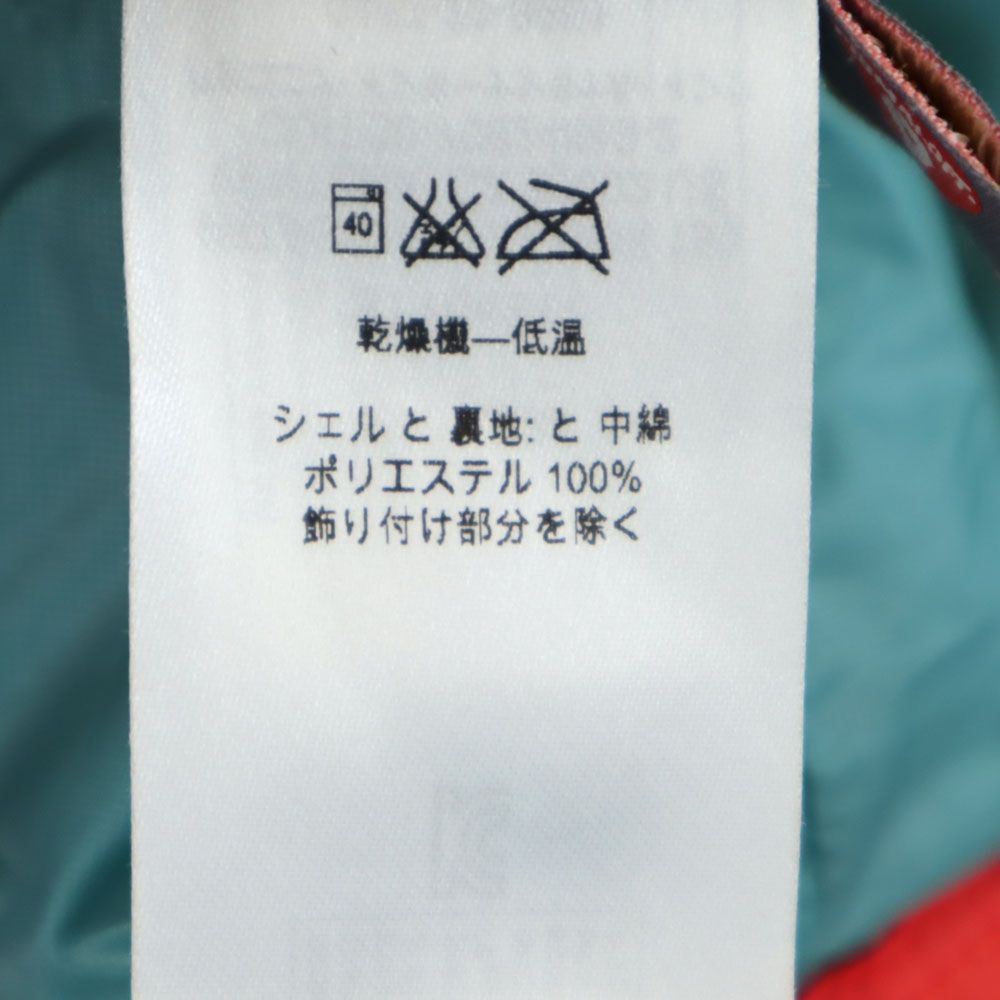 40
乾燥機—低温
シェル と 裏地: と 中綿
ポリエステル 100%
飾り付け部分を除く